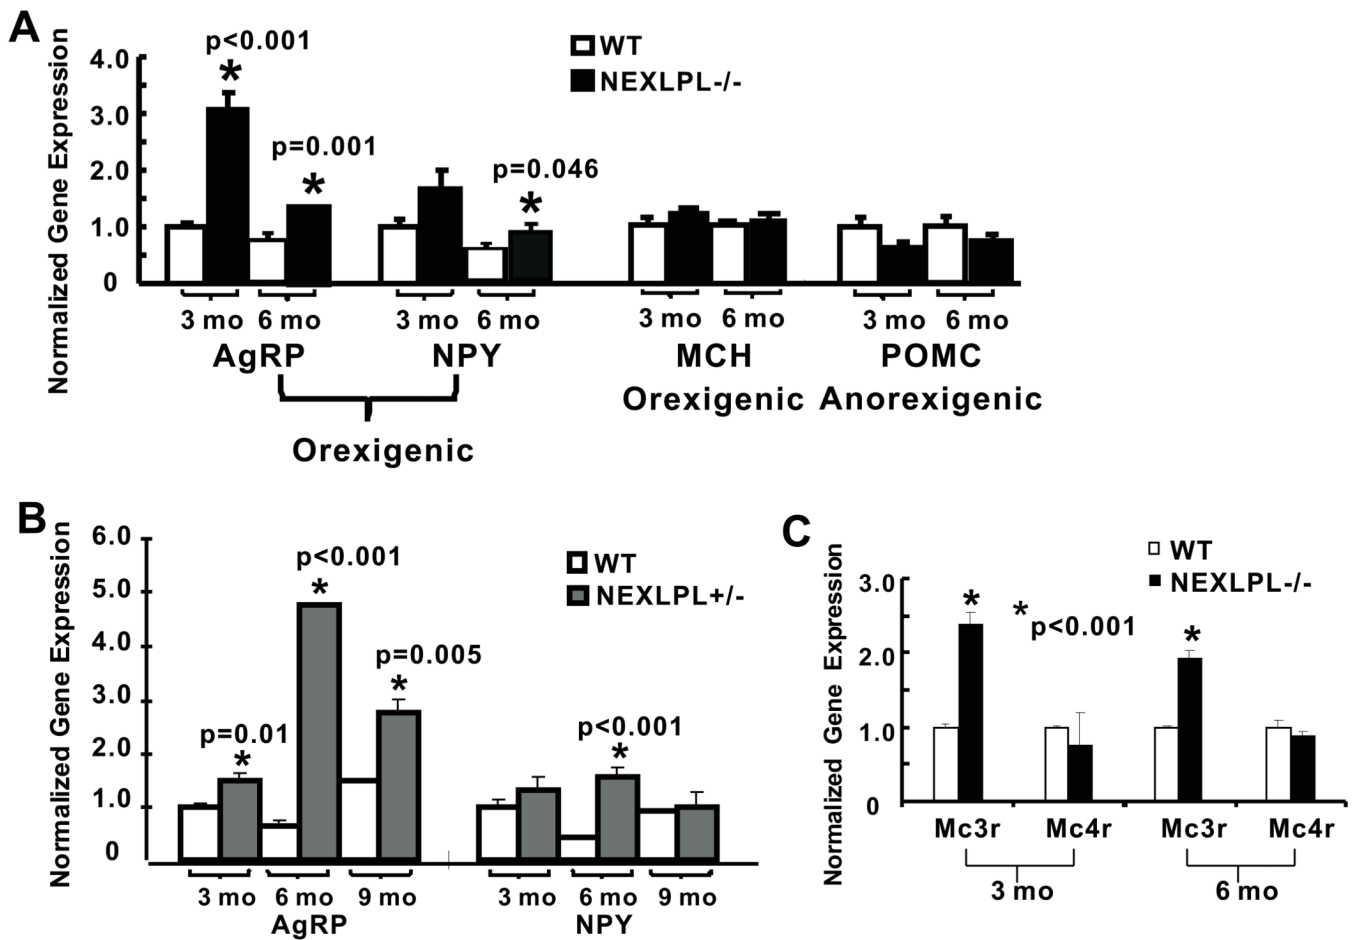 A
Normalized Gene Expression
4.0
3.0
2.0
1.0
0
p<0.001
*
p=0.001
*
p=0.046
*
WT
NEXLPL-/-
3 mo 6 mo 3 mo 6 mo 3 mo 6 mo 3 mo 6 mo
AgRP NPY MCH POMC
Orexigenic Anorexigenic
Orexigenic
B
Normalized Gene Expression
6.0
5.0
4.0
3.0
2.0
1.0
0
p=0.01
*
p<0.001
*
p=0.005
*
p<0.001
*
WT
NEXLPL+/-
3 mo 6 mo 9 mo 3 mo 6 mo 9 mo
AgRP NPY
C
Normalized Gene Expression
3.0
2.0
1.0
0
WT
NEXLPL-/-
*
*p<0.001
*
Mc3r Mc4r Mc3r Mc4r
3 mo 6 mo